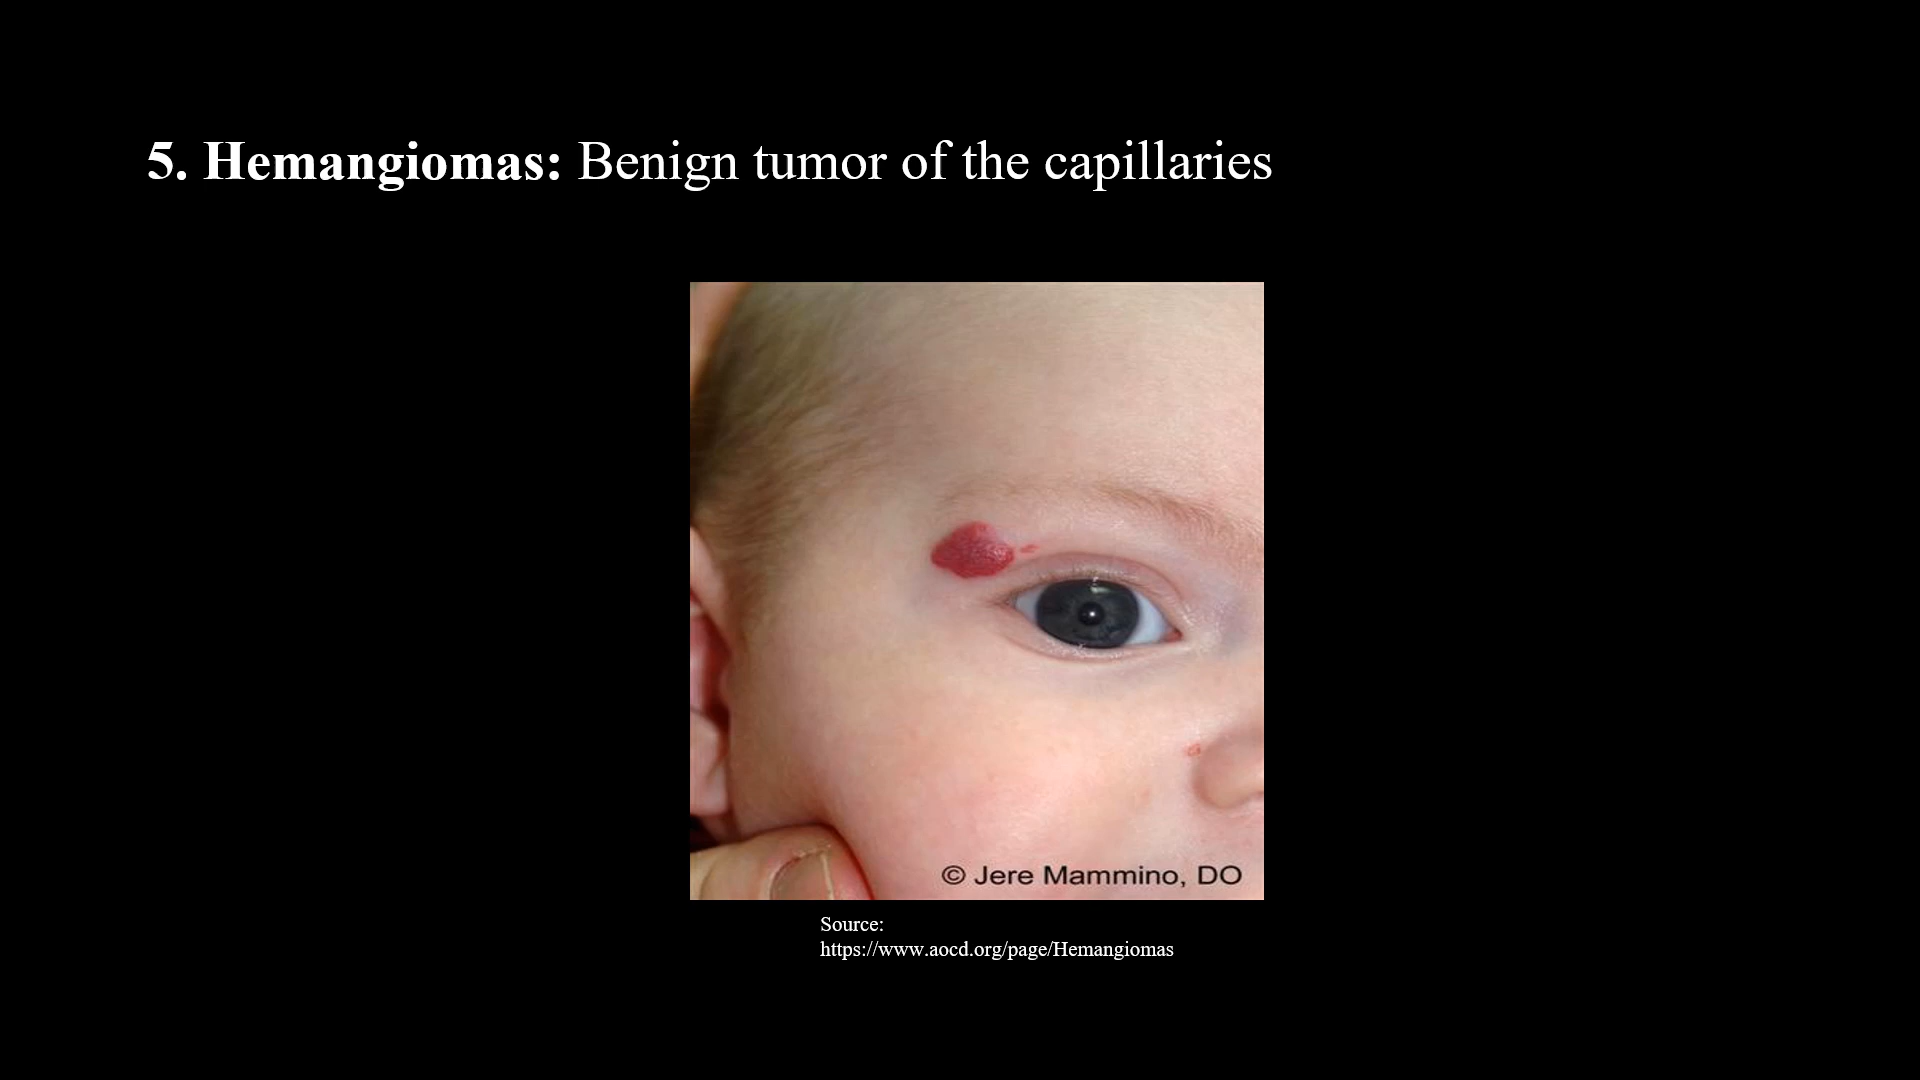 5. Hemangiomas: Benign tumor of the capillaries
© Jere Mammino, DO
Source:
https://www.aocd.org/page/Hemangiomas